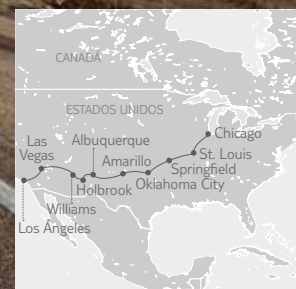 CANADÁ
ESTADOS UNIDOS
Las
Vegas
Albuquerque
Chicago
Amarillo
St. Louis
Springfield
Holbrook
Oklahoma City
Williams
Los Ángeles